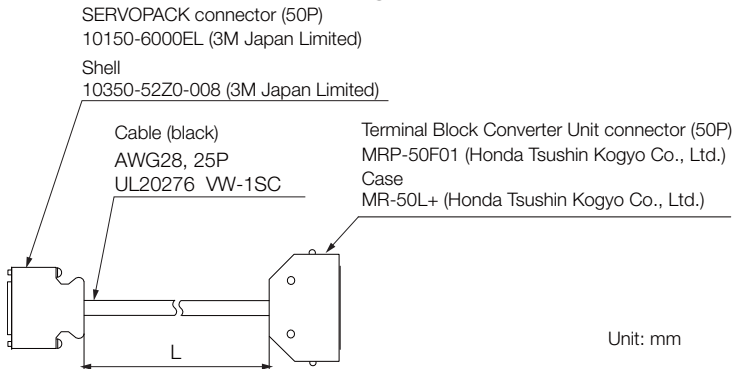 SERVOPACK connector (50P)
10150-6000EL (3M Japan Limited)
Shell
10350-52Z0-008 (3M Japan Limited)
Cable (black)
AWG28, 25P
UL20276 VW-1SC
Terminal Block Converter Unit connector (50P)
MRP-50F01 (Honda Tsushin Kogyo Co., Ltd.)
Case
MR-50L+ (Honda Tsushin Kogyo Co., Ltd.)
L
Unit: mm